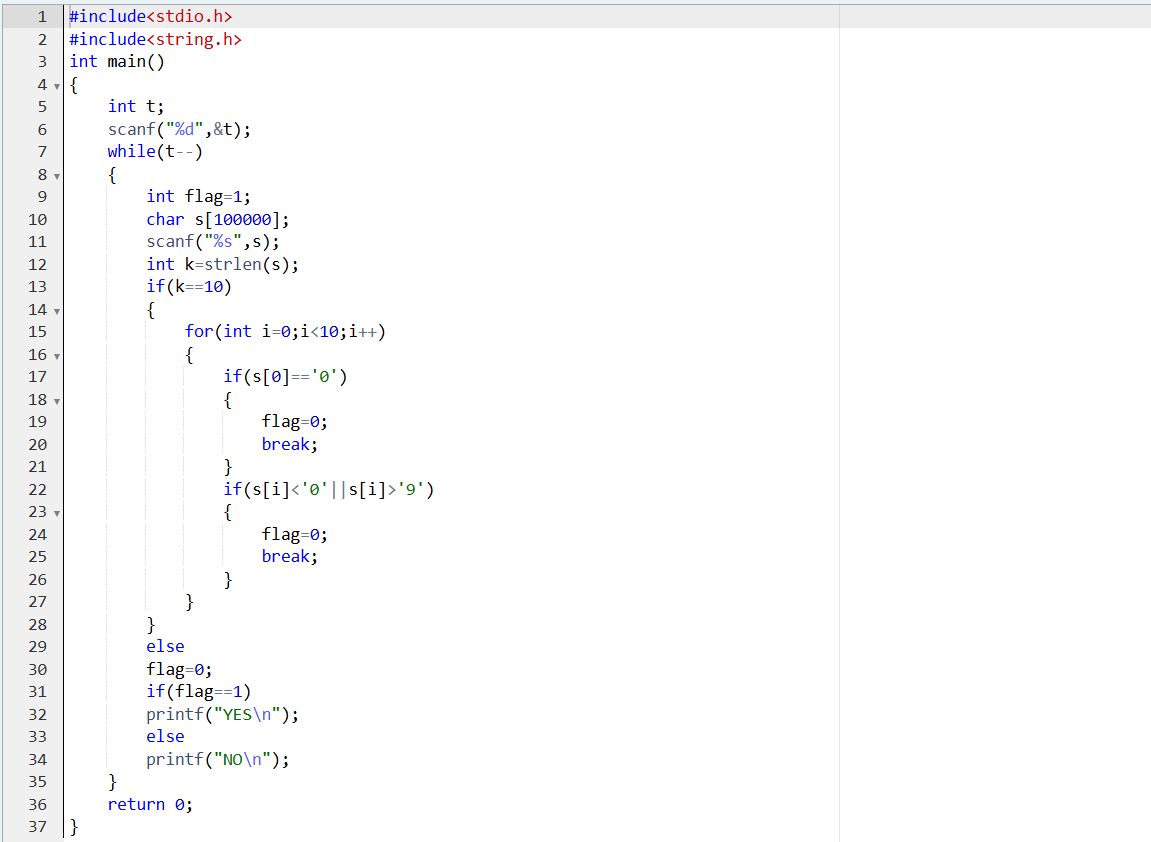 1 #include<stdio.h>
2 #include<string.h>
3 int main()
4 {
5     int t;
6     scanf("%d",&t);
7     while(t--)
8     {
9         int flag=1;
10         char s[100000];
11         scanf("%s",s);
12         int k=strlen(s);
13         if(k==10)
14         {
15             for(int i=0;i<10;i++)
16             {
17                 if(s[0]=='0')
18                 {
19                     flag=0;
20                     break;
21                 }
22                 if(s[i]<'0'||s[i]>'9')
23                 {
24                     flag=0;
25                     break;
26                 }
27             }
28         }
29         else
30         flag=0;
31         if(flag==1)
32         printf("YES\n");
33         else
34         printf("NO\n");
35     }
36     return 0;
37 }